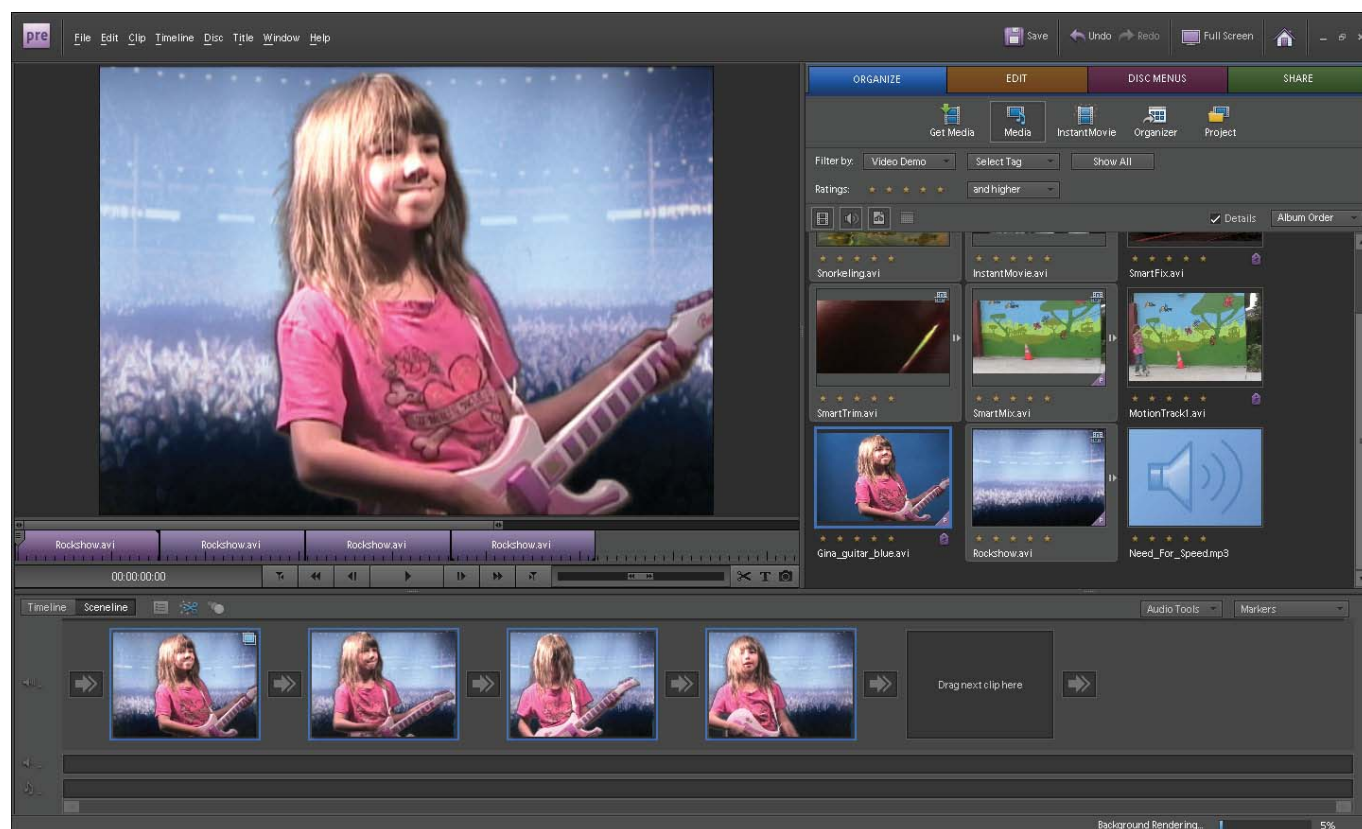 pre File Edit Clip Timeline Disc Title Window Help Save Undo Redo Full Screen
ORGANIZE EDIT DISC MENUS SHARE
Get Media Media InstantMovie Organizer Project
Filter by: Video Demo Select Tag Show All
Ratings: and higher
Details Album Order
Snorkeling.avi InstantMovie.avi SmartFix.avi
SmartTrim.avi SmartMix.avi MotionTrack1.avi
Gina_guitar_blue.avi Rockshow.avi Need_For_Speed.mp3
Rockshow.avi Rockshow.avi Rockshow.avi Rockshow.avi
00:00:00:00
Timeline Sceneline Audio Tools Markers
Drag next clip here
Background Rendering... 5%